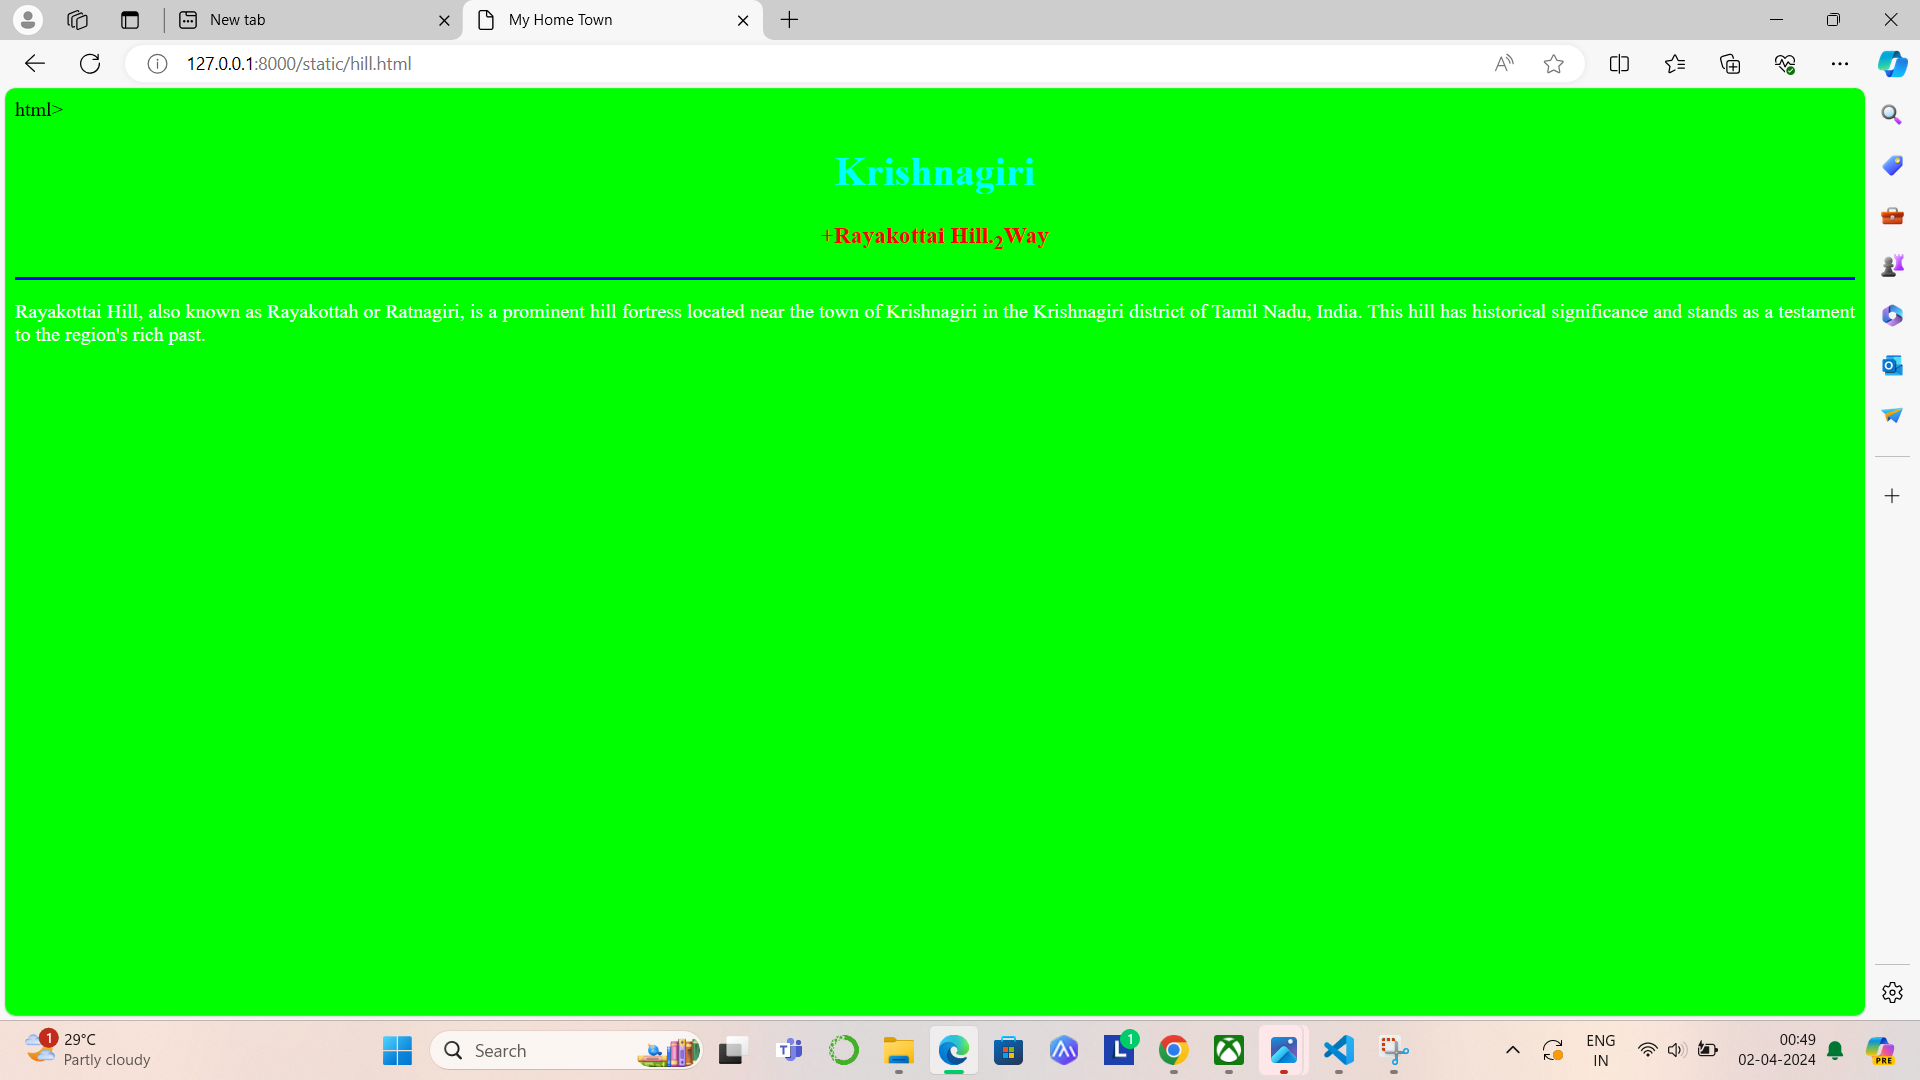 New tab
My Home Town
127.0.0.1:8000/static/hill.html
html>
Krishnagiri
+Rayakottai Hill.2Way
Rayakottai Hill, also known as Rayakottah or Ratnagiri, is a prominent hill fortress located near the town of Krishnagiri in the Krishnagiri district of Tamil Nadu, India. This hill has historical significance and stands as a testament
to the region's rich past.
1
29°C
Partly cloudy
Search
1
ENG
IN
00:49
02-04-2024
PRE